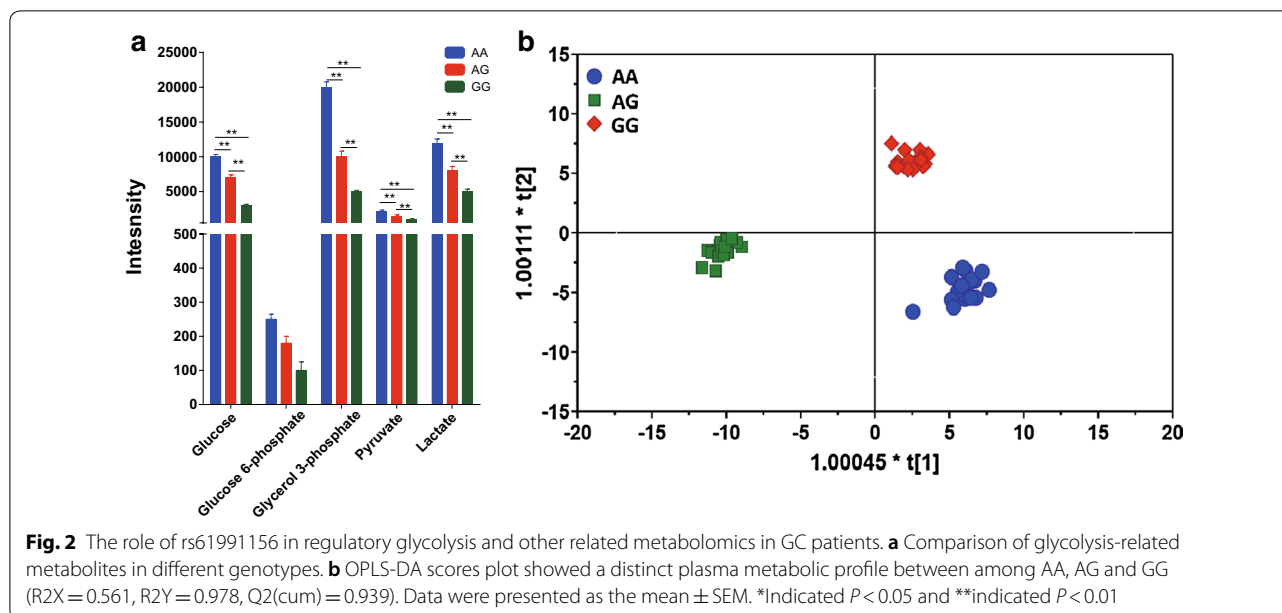 a
25000
20000
15000
10000
5000
500
400
300
200
100
0
Intesnsity
AA
AG
GG
**
**
**
**
**
**
**
**
**
**
**
**
Glucose
Glucose 6-phosphate
Glycerol 3-phosphate
Pyruvate
Lactate
b
AA
AG
GG
15
10
5
0
-5
-10
-15
1.00111 * t[2]
-20 -15 -10 -5 0 5 10 15 20
1.00045 * t[1]
Fig. 2 The role of rs61991156 in regulatory glycolysis and other related metabolomics in GC patients. a Comparison of glycolysis-related
metabolites in different genotypes. b OPLS-DA scores plot showed a distinct plasma metabolic profile between among AA, AG and GG
(R2X = 0.561, R2Y = 0.978, Q2(cum) = 0.939). Data were presented as the mean ± SEM. *Indicated P < 0.05 and **indicated P < 0.01